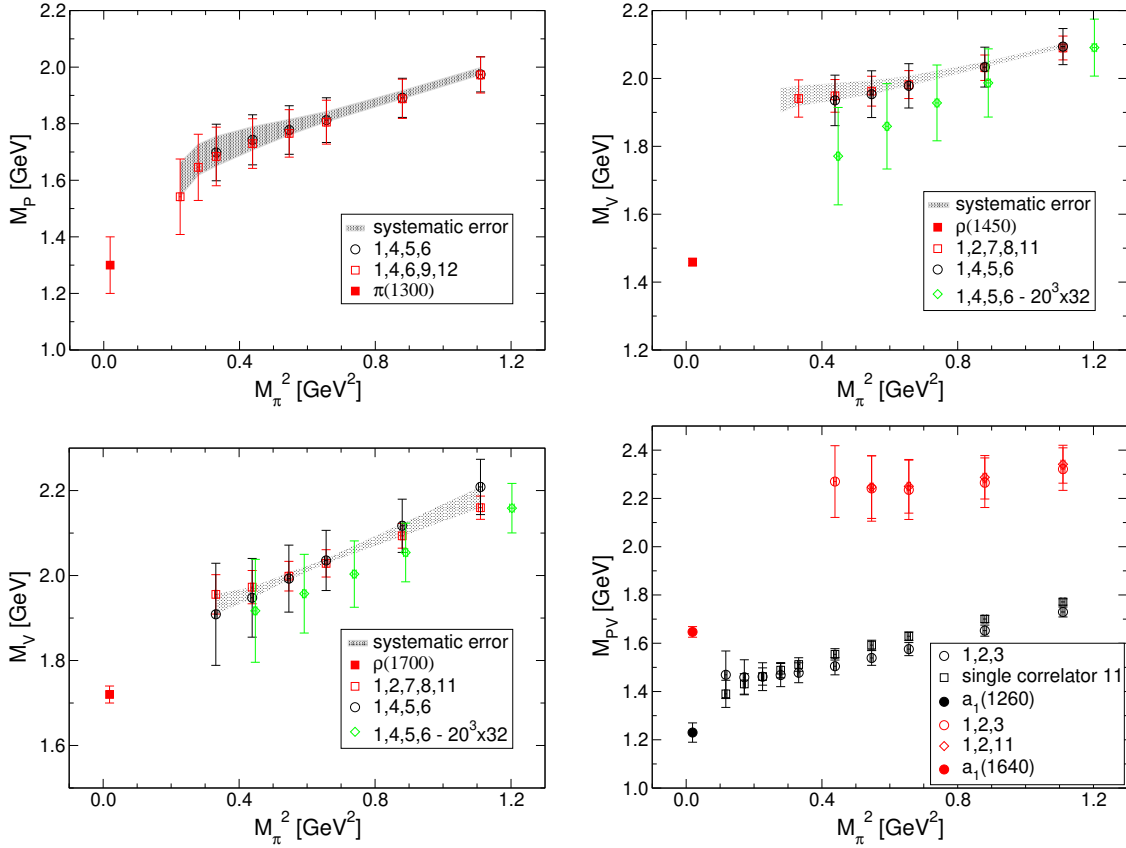 2.2
2.0
1.8
1.6
1.4
1.2
1.0
M_P [GeV]
systematic error
1,4,5,6
1,4,6,9,12
π(1300)
0.0 0.4 0.8 1.2
M_π^2 [GeV^2]
2.2
2.0
1.8
1.6
1.4
1.2
M_V [GeV]
systematic error
ρ(1450)
1,2,7,8,11
1,4,5,6
1,4,5,6 - 20^3x32
0.0 0.4 0.8 1.2
M_π^2 [GeV^2]
2.2
2.0
1.8
1.6
M_V [GeV]
systematic error
ρ(1700)
1,2,7,8,11
1,4,5,6
1,4,5,6 - 20^3x32
0.0 0.4 0.8 1.2
M_π^2 [GeV^2]
2.4
2.2
2.4
1.8
1.6
1.4
1.2
1.0
M_PV [GeV]
1,2,3
single correlator 11
a_1(1260)
1,2,3
1,2,11
a_1(1640)
0.0 0.4 0.8 1.2
M_π^2 [GeV^2]